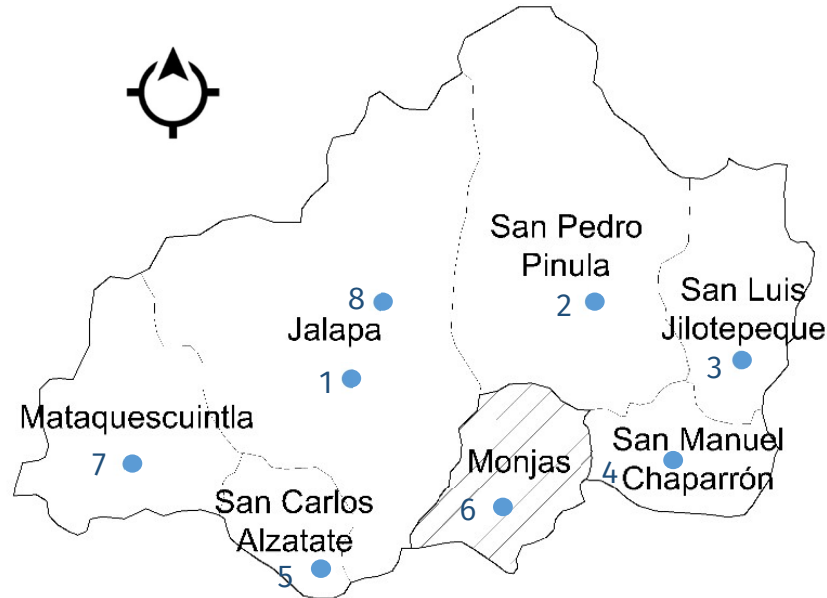 San Pedro
Pinula
2
San Luis
Jilotepeque
3
8
Jalapa
1
Mataquescuintla
7
San Manuel
Chaparrón
4
Monjas
6
San Carlos
Alzatate
5